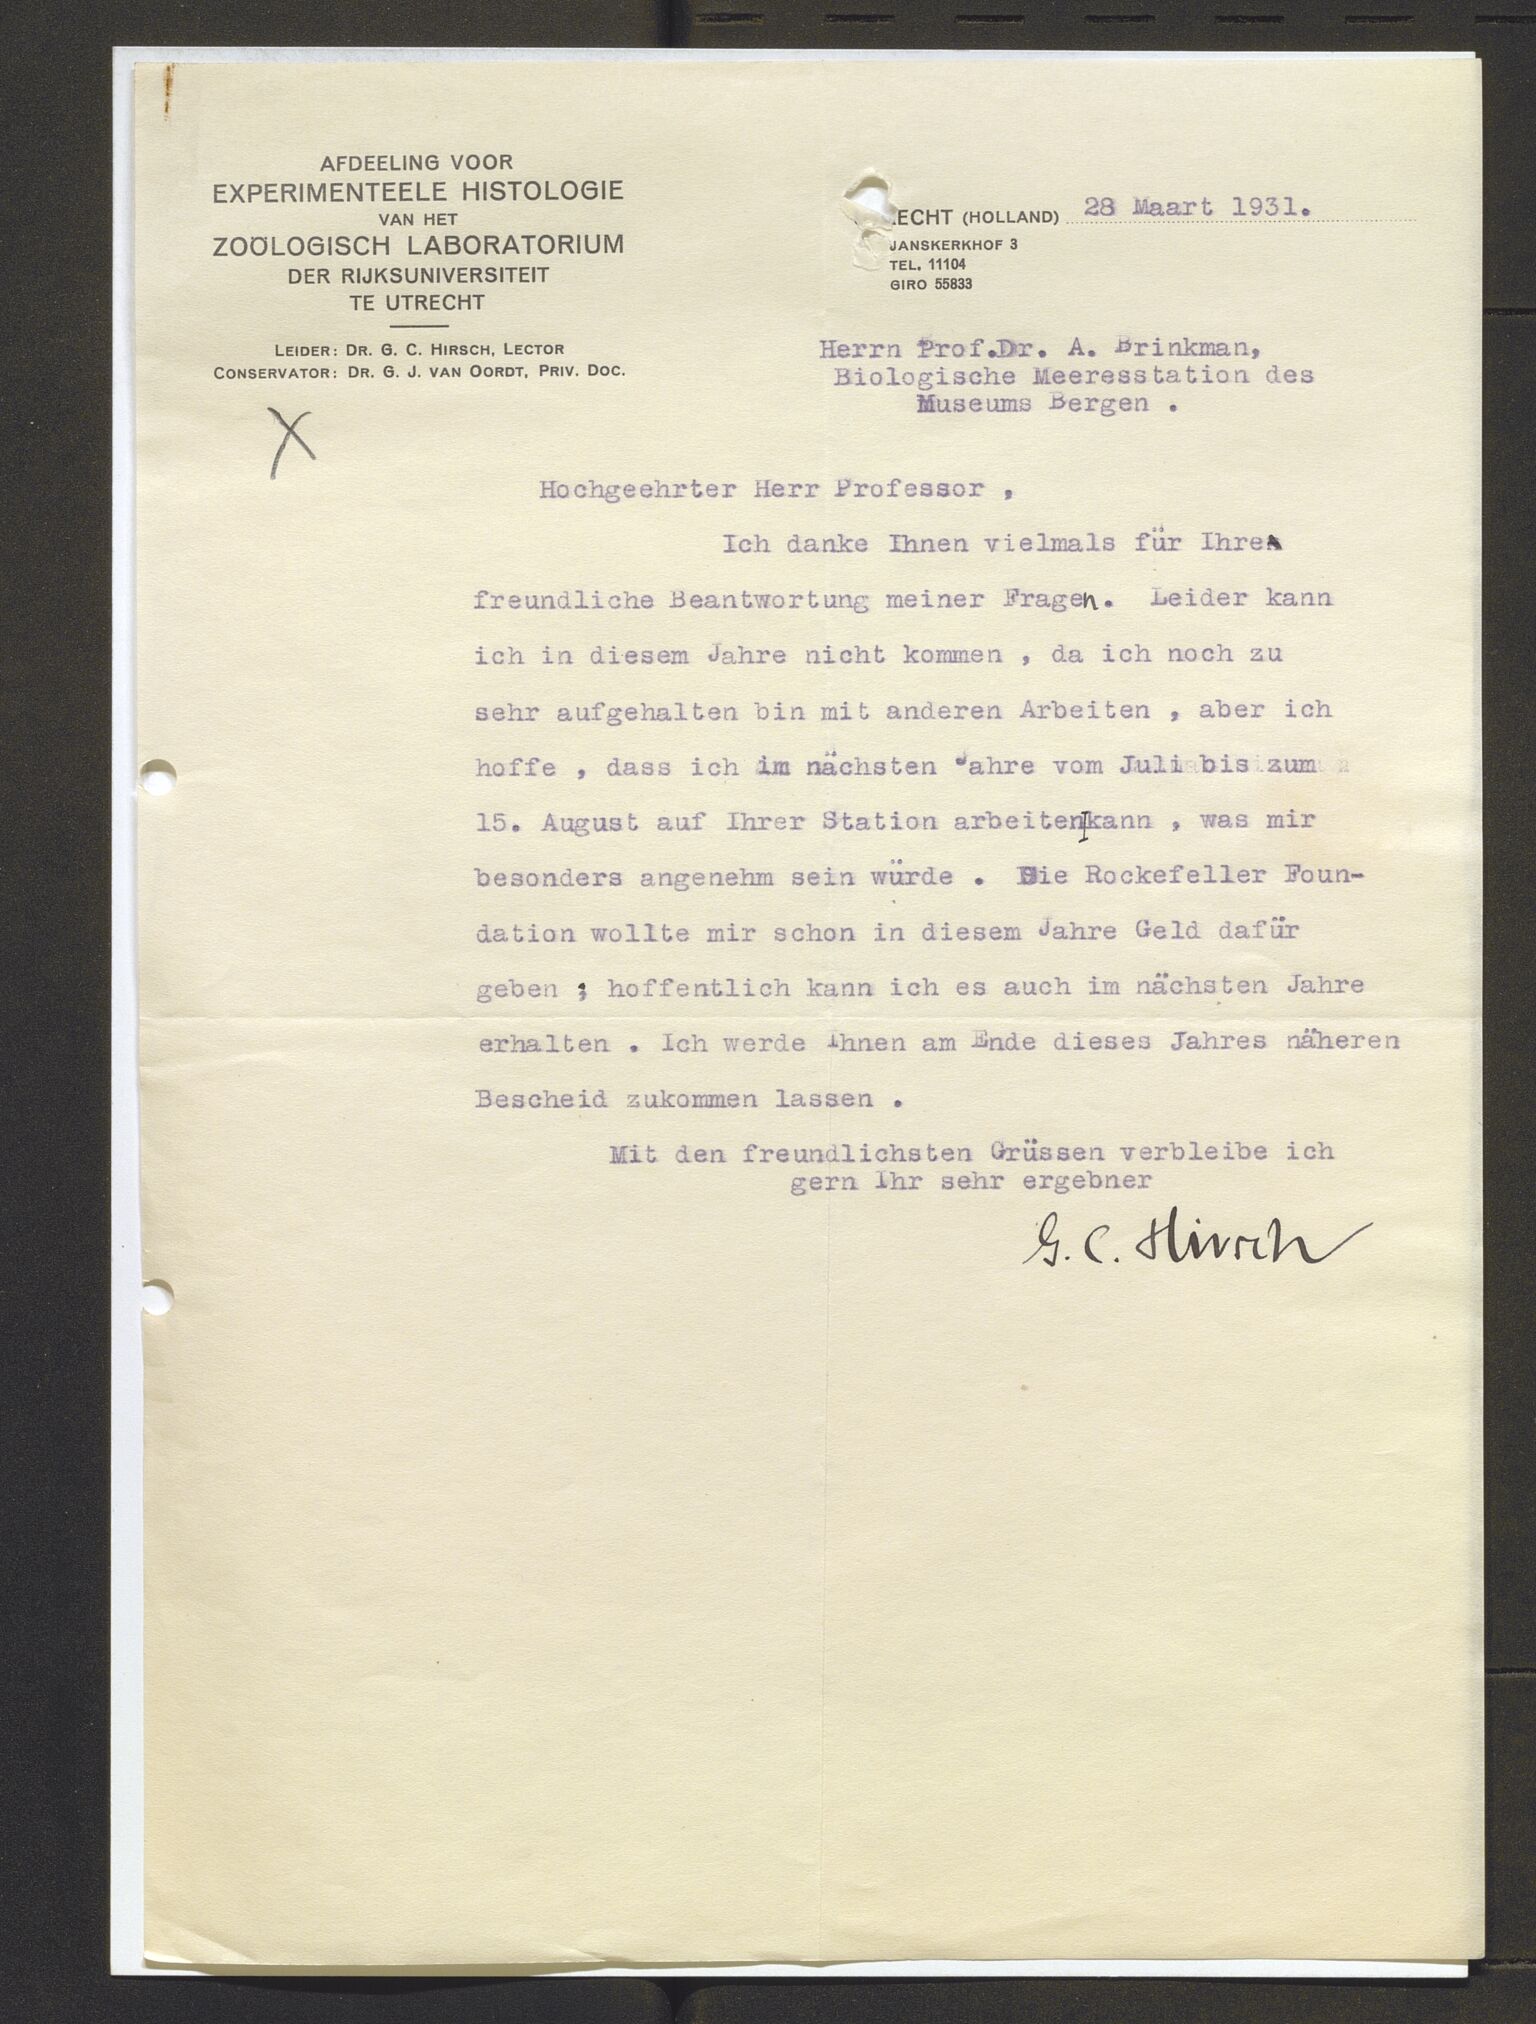 AFDEELING VOOR
EXPERIMENTEELE HISTOLOGIE
VAN HET
ZOÖLOGISCH LABORATORIUM
DER RIJKSUNIVERSITEIT
TE UTRECHT
LEIDER: DR. G. C. HIRSCH, LECTOR
CONSERVATOR: DR. G. J. VAN OORDT, PRIV. DOC.
X
RECHT (HOLLAND) 28 Maart 1931.
JANSKERKHOF 3
TEL. 11104
GIRO 55833
Herrn Prof.Dr. A. Brinkman,
Biologische Meeresstation des
Museums Bergen .
Hochgeehrter Herr Professor ,
Ich danke Ihnen vielmals für Ihre
freundliche Beantwortung meiner Fragen. Leider kann
ich in diesem Jahre nicht kommen , da ich noch zu
sehr aufgehalten bin mit anderen Arbeiten , aber ich
hoffe , dass ich im nächsten Jahre vom Juli bis zum
15. August auf Ihrer Station arbeiten kann , was mir
besonders angenehm sein würde . Die Rockefeller Foun-
dation wollte mir schon in diesem Jahre Geld dafür
geben ; hoffentlich kann ich es auch im nächsten Jahre
erhalten . Ich werde Ihnen am Ende dieses Jahres näheren
Bescheid zukommen lassen .
Mit den freundlichsten Grüssen verbleibe ich
gern Ihr sehr ergebner
G. C. Hirsch